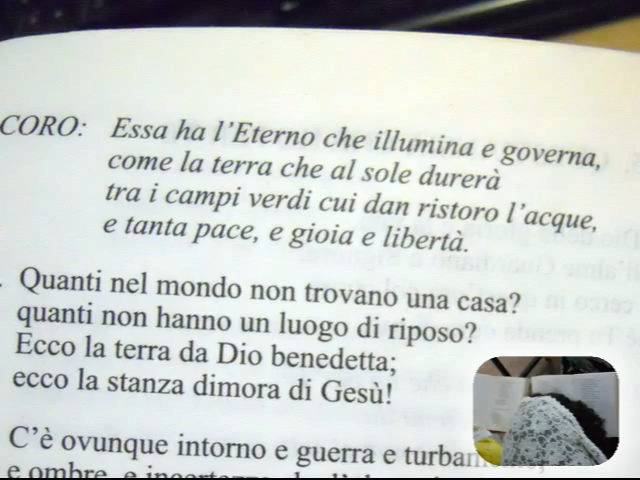 CORO: Essa ha l'Eterno che illumina e governa,
come la terra che al sole durerà
tra i campi verdi cui dan ristoro l'acque,
e tanta pace, e gioia e libertà.
Quanti nel mondo non trovano una casa?
quanti non hanno un luogo di riposo?
Ecco la terra da Dio benedetta;
ecco la stanza dimora di Gesù!
C'è ovunque intorno e guerra e
e ombre, e